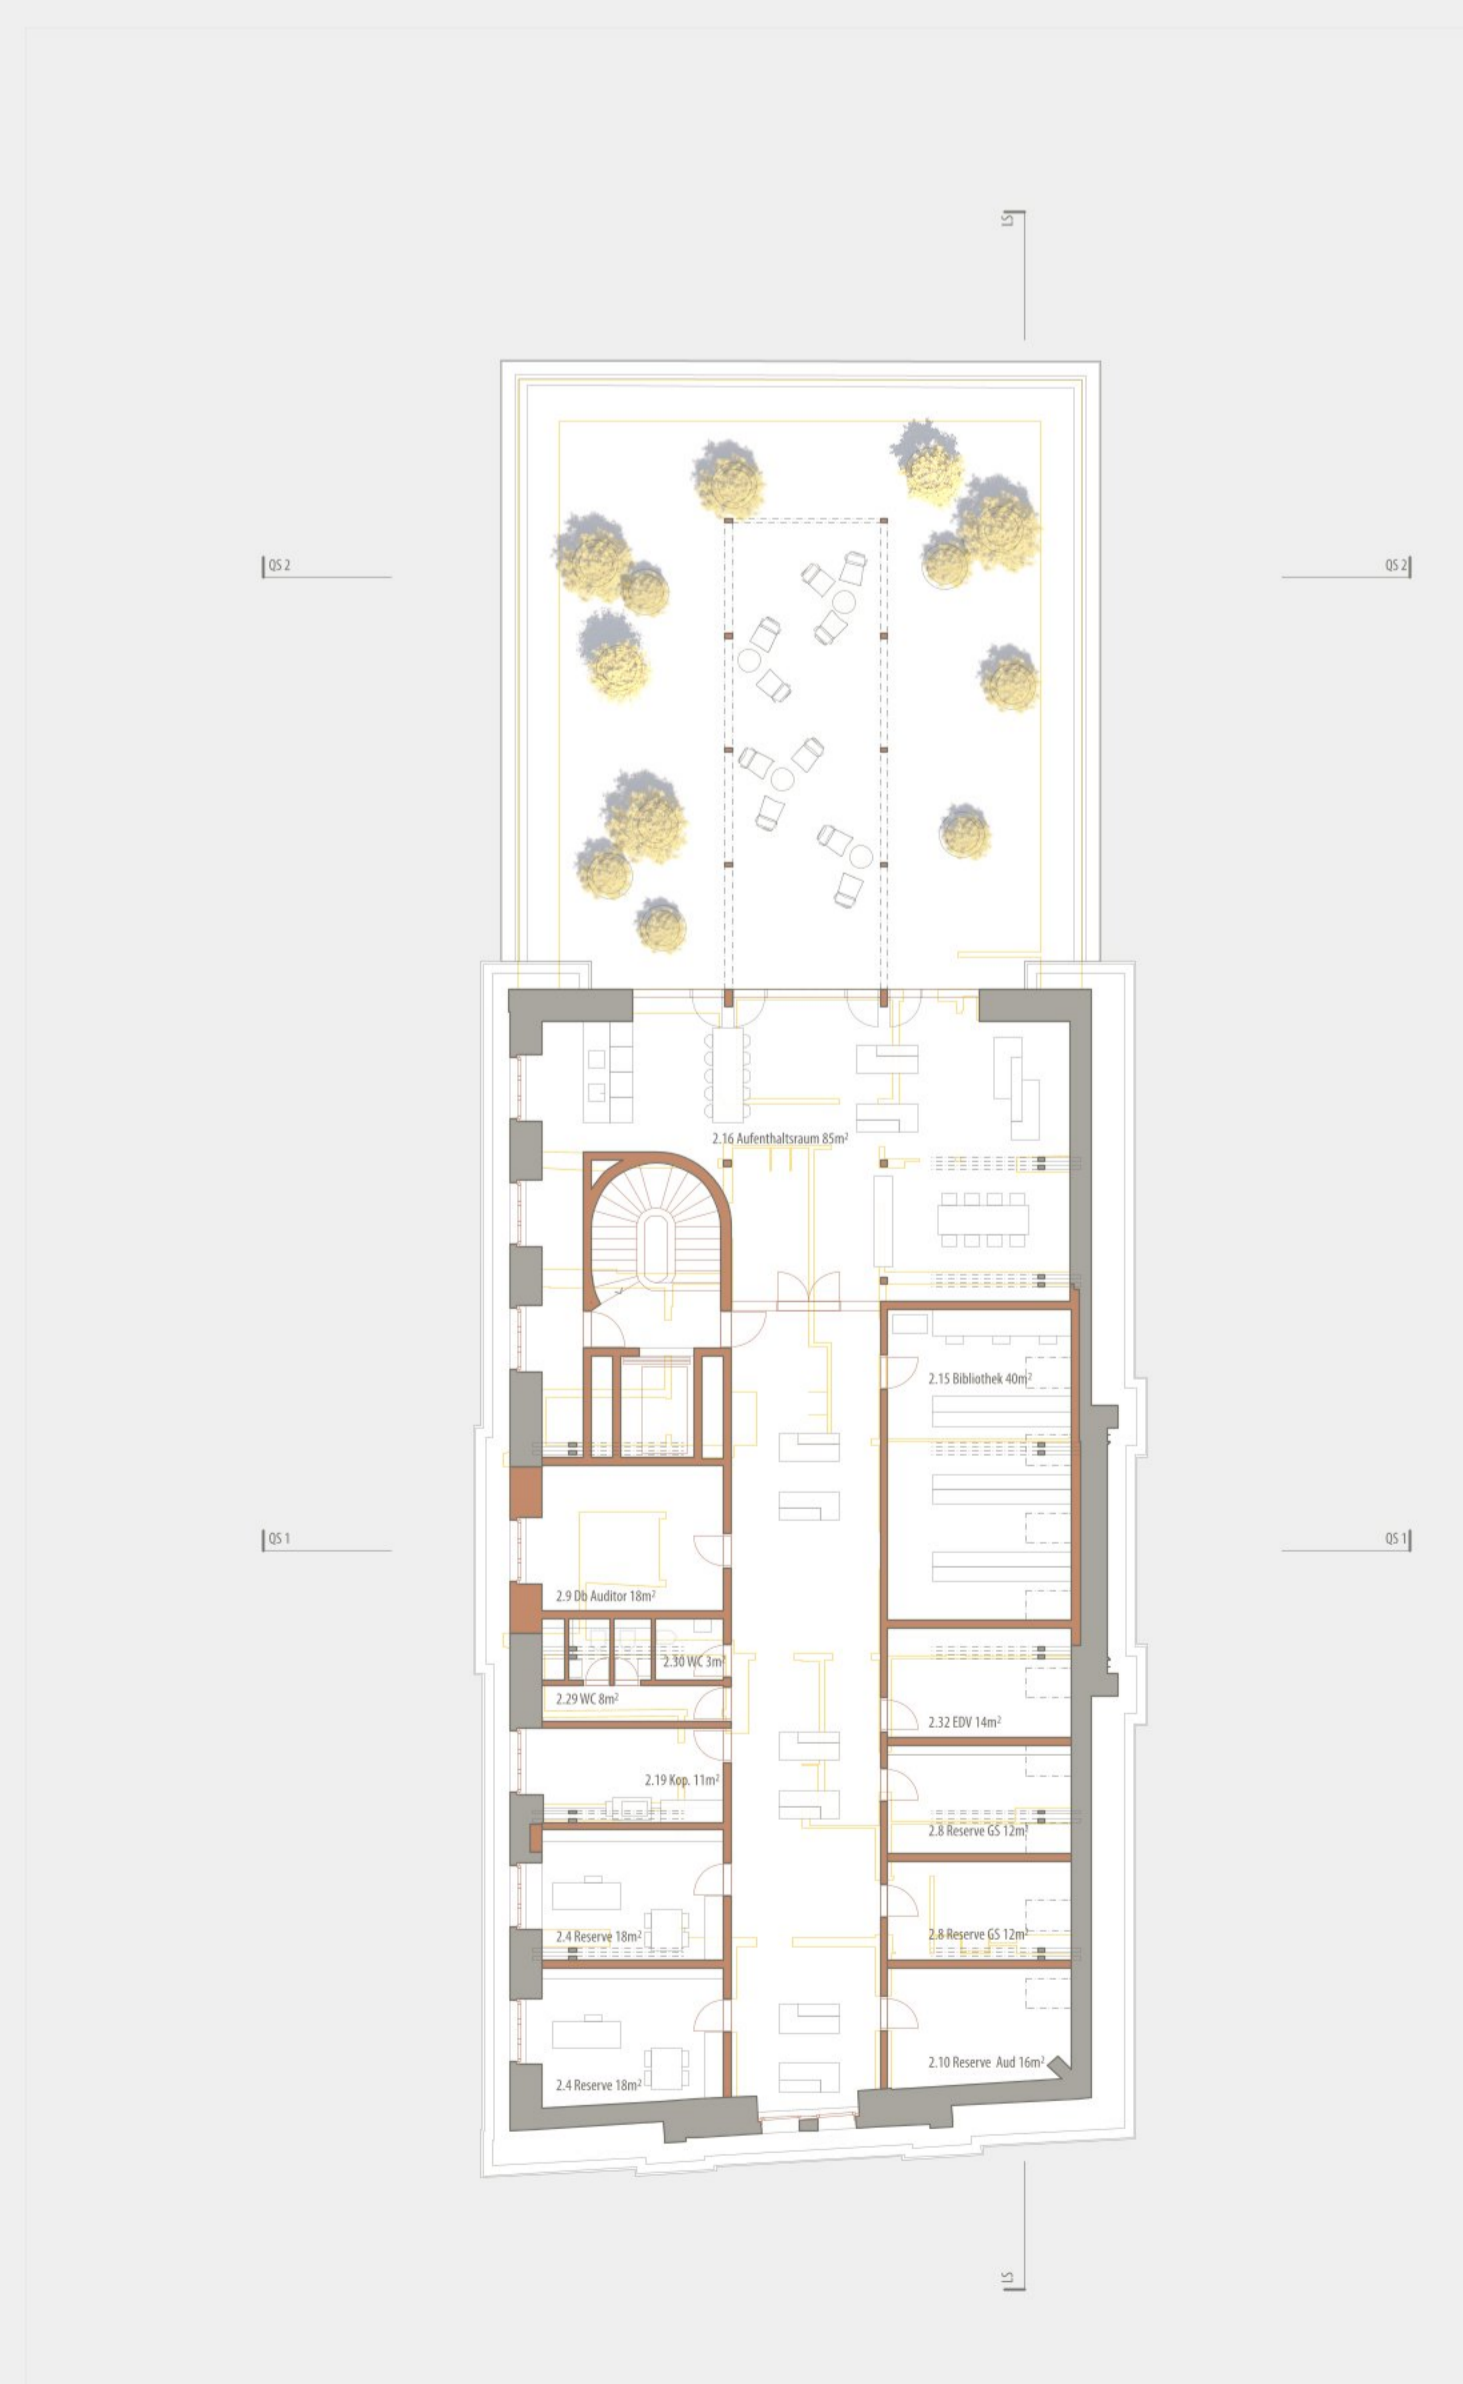 LS
QS 2
QS 2
2.16 Aufenthaltsraum 85m²
2.15 Bibliothek 40m²
QS 1
QS 1
2.9 Db Auditor 18m²
2.30 WC 3m²
2.29 WC 8m²
2.32 EDV 14m²
2.19 Kop. 11m²
2.8 Reserve GS 12m²
2.4 Reserve 18m²
2.8 Reserve GS 12m²
2.10 Reserve Aud 16m²
2.4 Reserve 18m²
LS